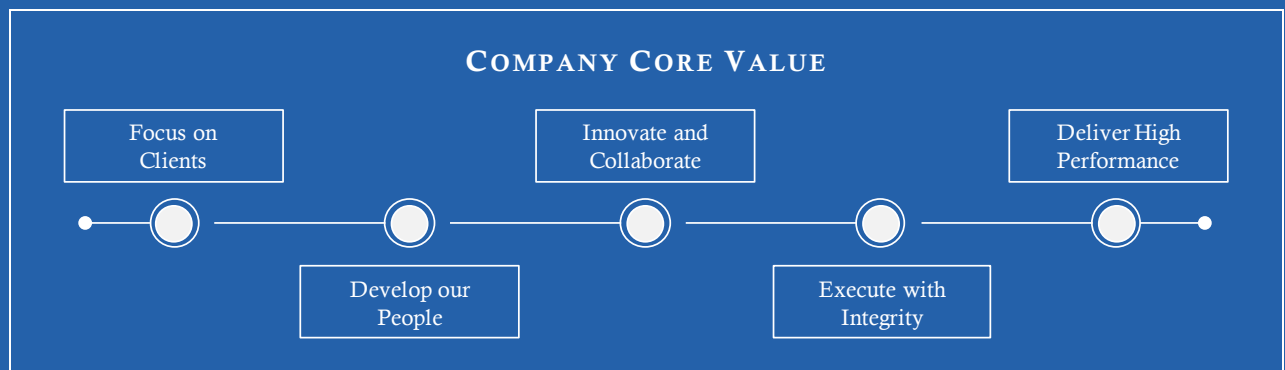 COMPANY CORE VALUE
Focus on
Clients
Develop our
People
Innovate and
Collaborate
Execute with
Integrity
Deliver High
Performance